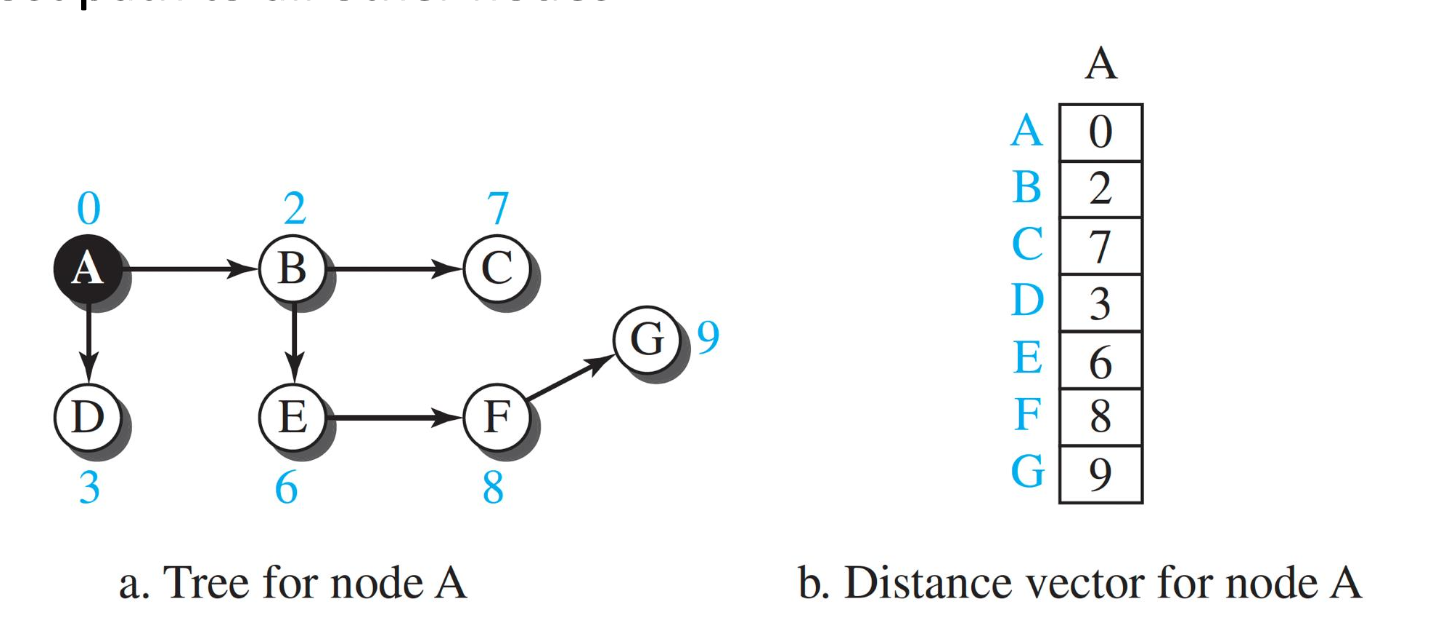 0 2 7
A B C
G 9
D E F
3 6 8
a. Tree for node A
A
A 0
B 2
C 7
D 3
E 6
F 8
G 9
b. Distance vector for node A